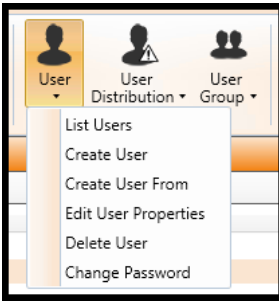 User
User
Distribution
User
Group
List Users
Create User
Create User From
Edit User Properties
Delete User
Change Password